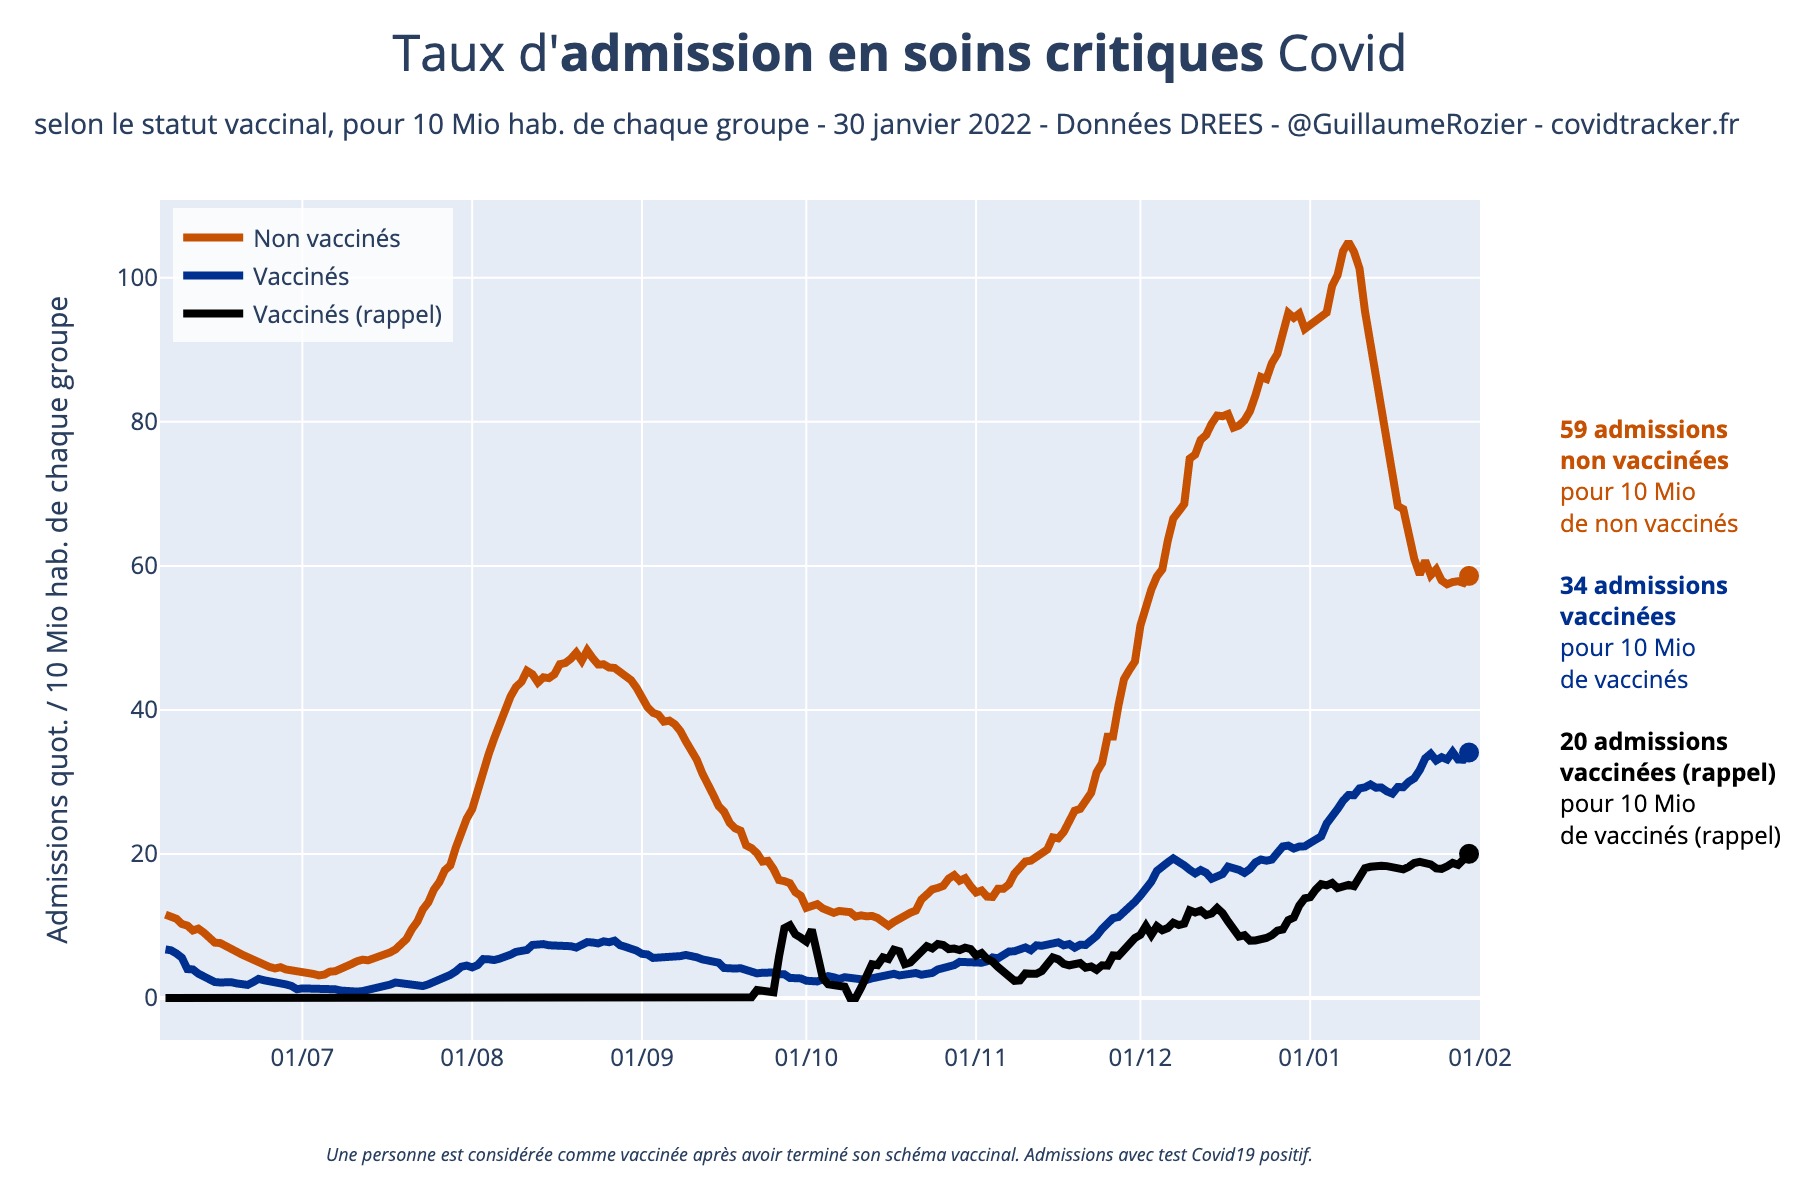 Taux d'admission en soins critiques Covid
selon le statut vaccinal, pour 10 Mio hab. de chaque groupe - 30 janvier 2022 - Données DREES - @GuillaumeRozier - covidtracker.fr
Non vaccinés
Vaccinés
Vaccinés (rappel)
Admissions quot. / 10 Mio hab. de chaque groupe
100
80
60
40
20
0
01/07 01/08 01/09 01/10 01/11 01/12 01/01 01/02
59 admissions
non vaccinées
pour 10 Mio
de non vaccinés
34 admissions
vaccinées
pour 10 Mio
de vaccinés
20 admissions
vaccinées (rappel)
pour 10 Mio
de vaccinés (rappel)
Une personne est considérée comme vaccinée après avoir terminé son schéma vaccinal. Admissions avec test Covid19 positif.